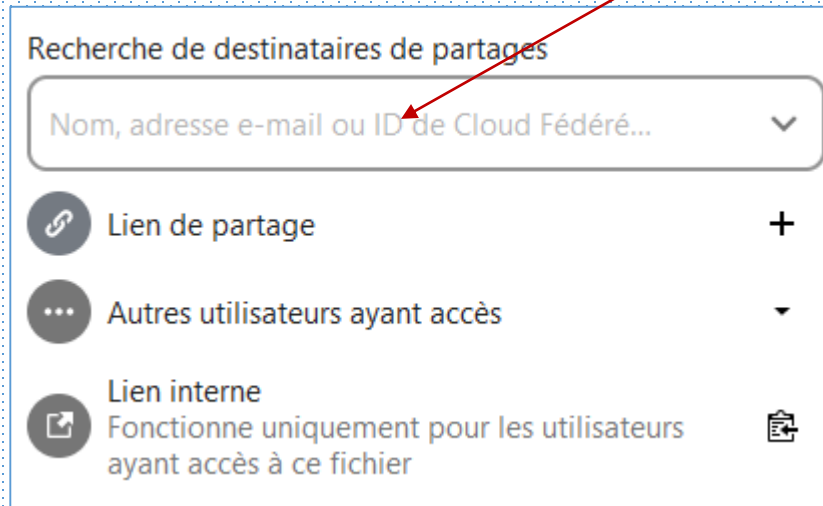 Recherche de destinataires de partages
Nom, adresse e-mail ou ID de Cloud Fédéré...
Lien de partage
Autres utilisateurs ayant accès
Lien interne
Fonctionne uniquement pour les utilisateurs
ayant accès à ce fichier